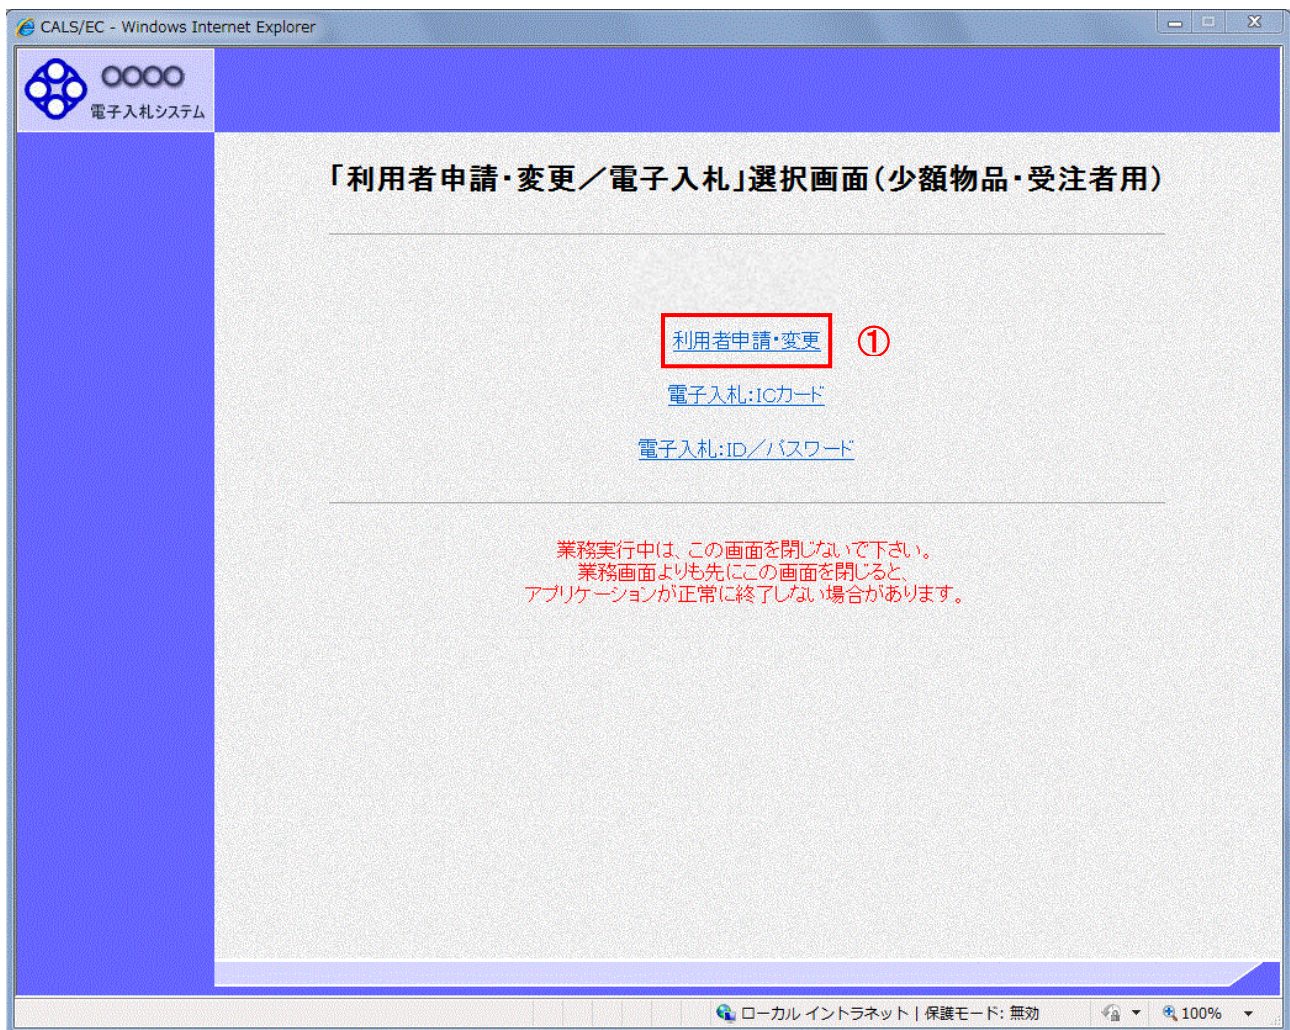 CALS/EC - Windows Internet Explorer
○○○○
電子入札システム
「利用者申請・変更／電子入札」選択画面(少額物品・受注者用)
利用者申請・変更 ①
電子入札:ICカード
電子入札:ID／パスワード
業務実行中は、この画面を閉じないで下さい。
業務画面よりも先にこの画面を閉じると、
アプリケーションが正常に終了しない場合があります。
ローカル イントラネット | 保護モード: 無効
100%